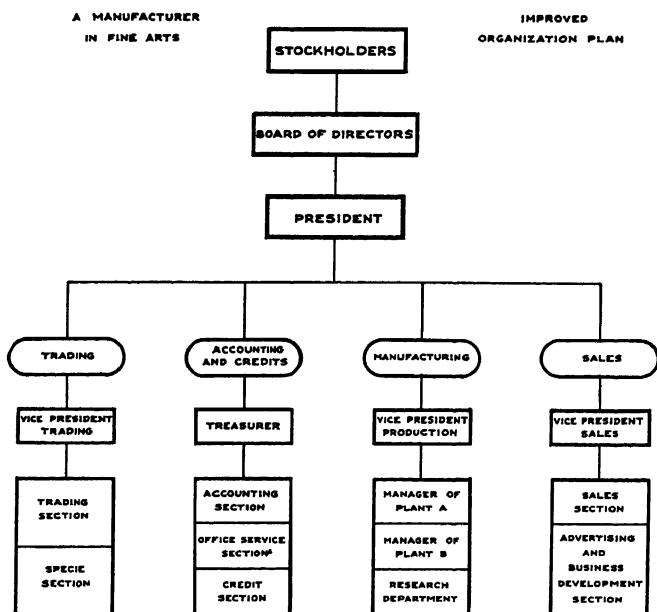 A MANUFACTURER
IN FINE ARTS
IMPROVED
ORGANIZATION PLAN
STOCKHOLDERS
BOARD OF DIRECTORS
PRESIDENT
TRADING
ACCOUNTING
AND CREDITS
MANUFACTURING
SALES
VICE PRESIDENT
TRADING
TREASURER
VICE PRESIDENT
PRODUCTION
VICE PRESIDENT
SALES
TRADING
SECTION
SPECIE
SECTION
ACCOUNTING
SECTION
OFFICE SERVICE
SECTION
CREDIT
SECTION
MANAGER OF
PLANT A
MANAGER OF
PLANT B
RESEARCH
DEPARTMENT
SALES
SECTION
ADVERTISING
AND
BUSINESS
DEVELOPMENT
SECTION